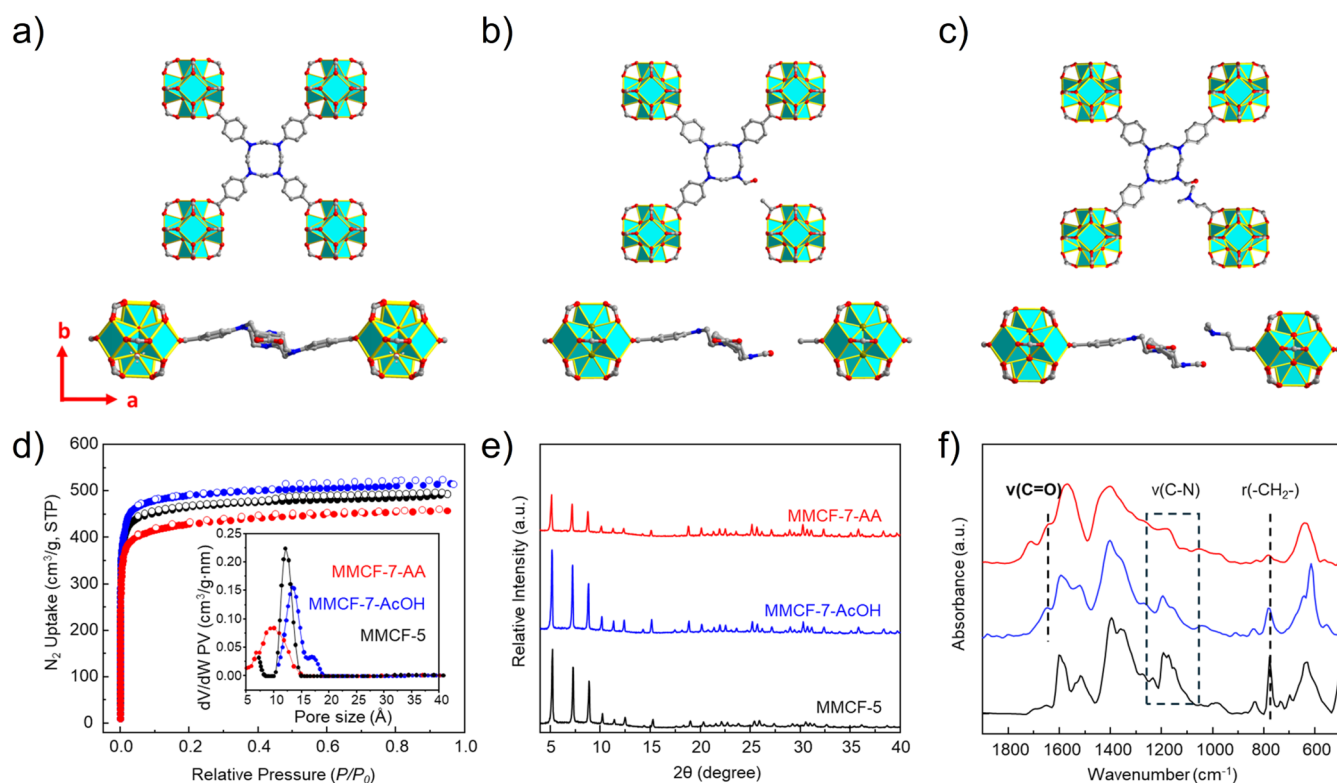 a)
b)
c)
b
a
d)
N₂ Uptake (cm³/g, STP)
600
500
400
300
200
100
0
0.0
0.2
0.4
0.6
0.8
1.0
Relative Pressure (P/P₀)
dV/dW PV (cm³/g·nm)
0.25
0.20
0.15
0.10
0.05
0.00
5
10
15
20
25
30
35
40
Pore size (Å)
MMCF-7-AA
MMCF-7-AcOH
MMCF-5
e)
Relative Intensity (a.u.)
MMCF-7-AA
MMCF-7-AcOH
MMCF-5
5
10
15
20
25
30
35
40
2θ (degree)
f)
Absorbance (a.u.)
ν(C=O)
ν(C-N)
r(-CH₂-)
1800
1600
1400
1200
1000
800
600
Wavenumber (cm⁻¹)